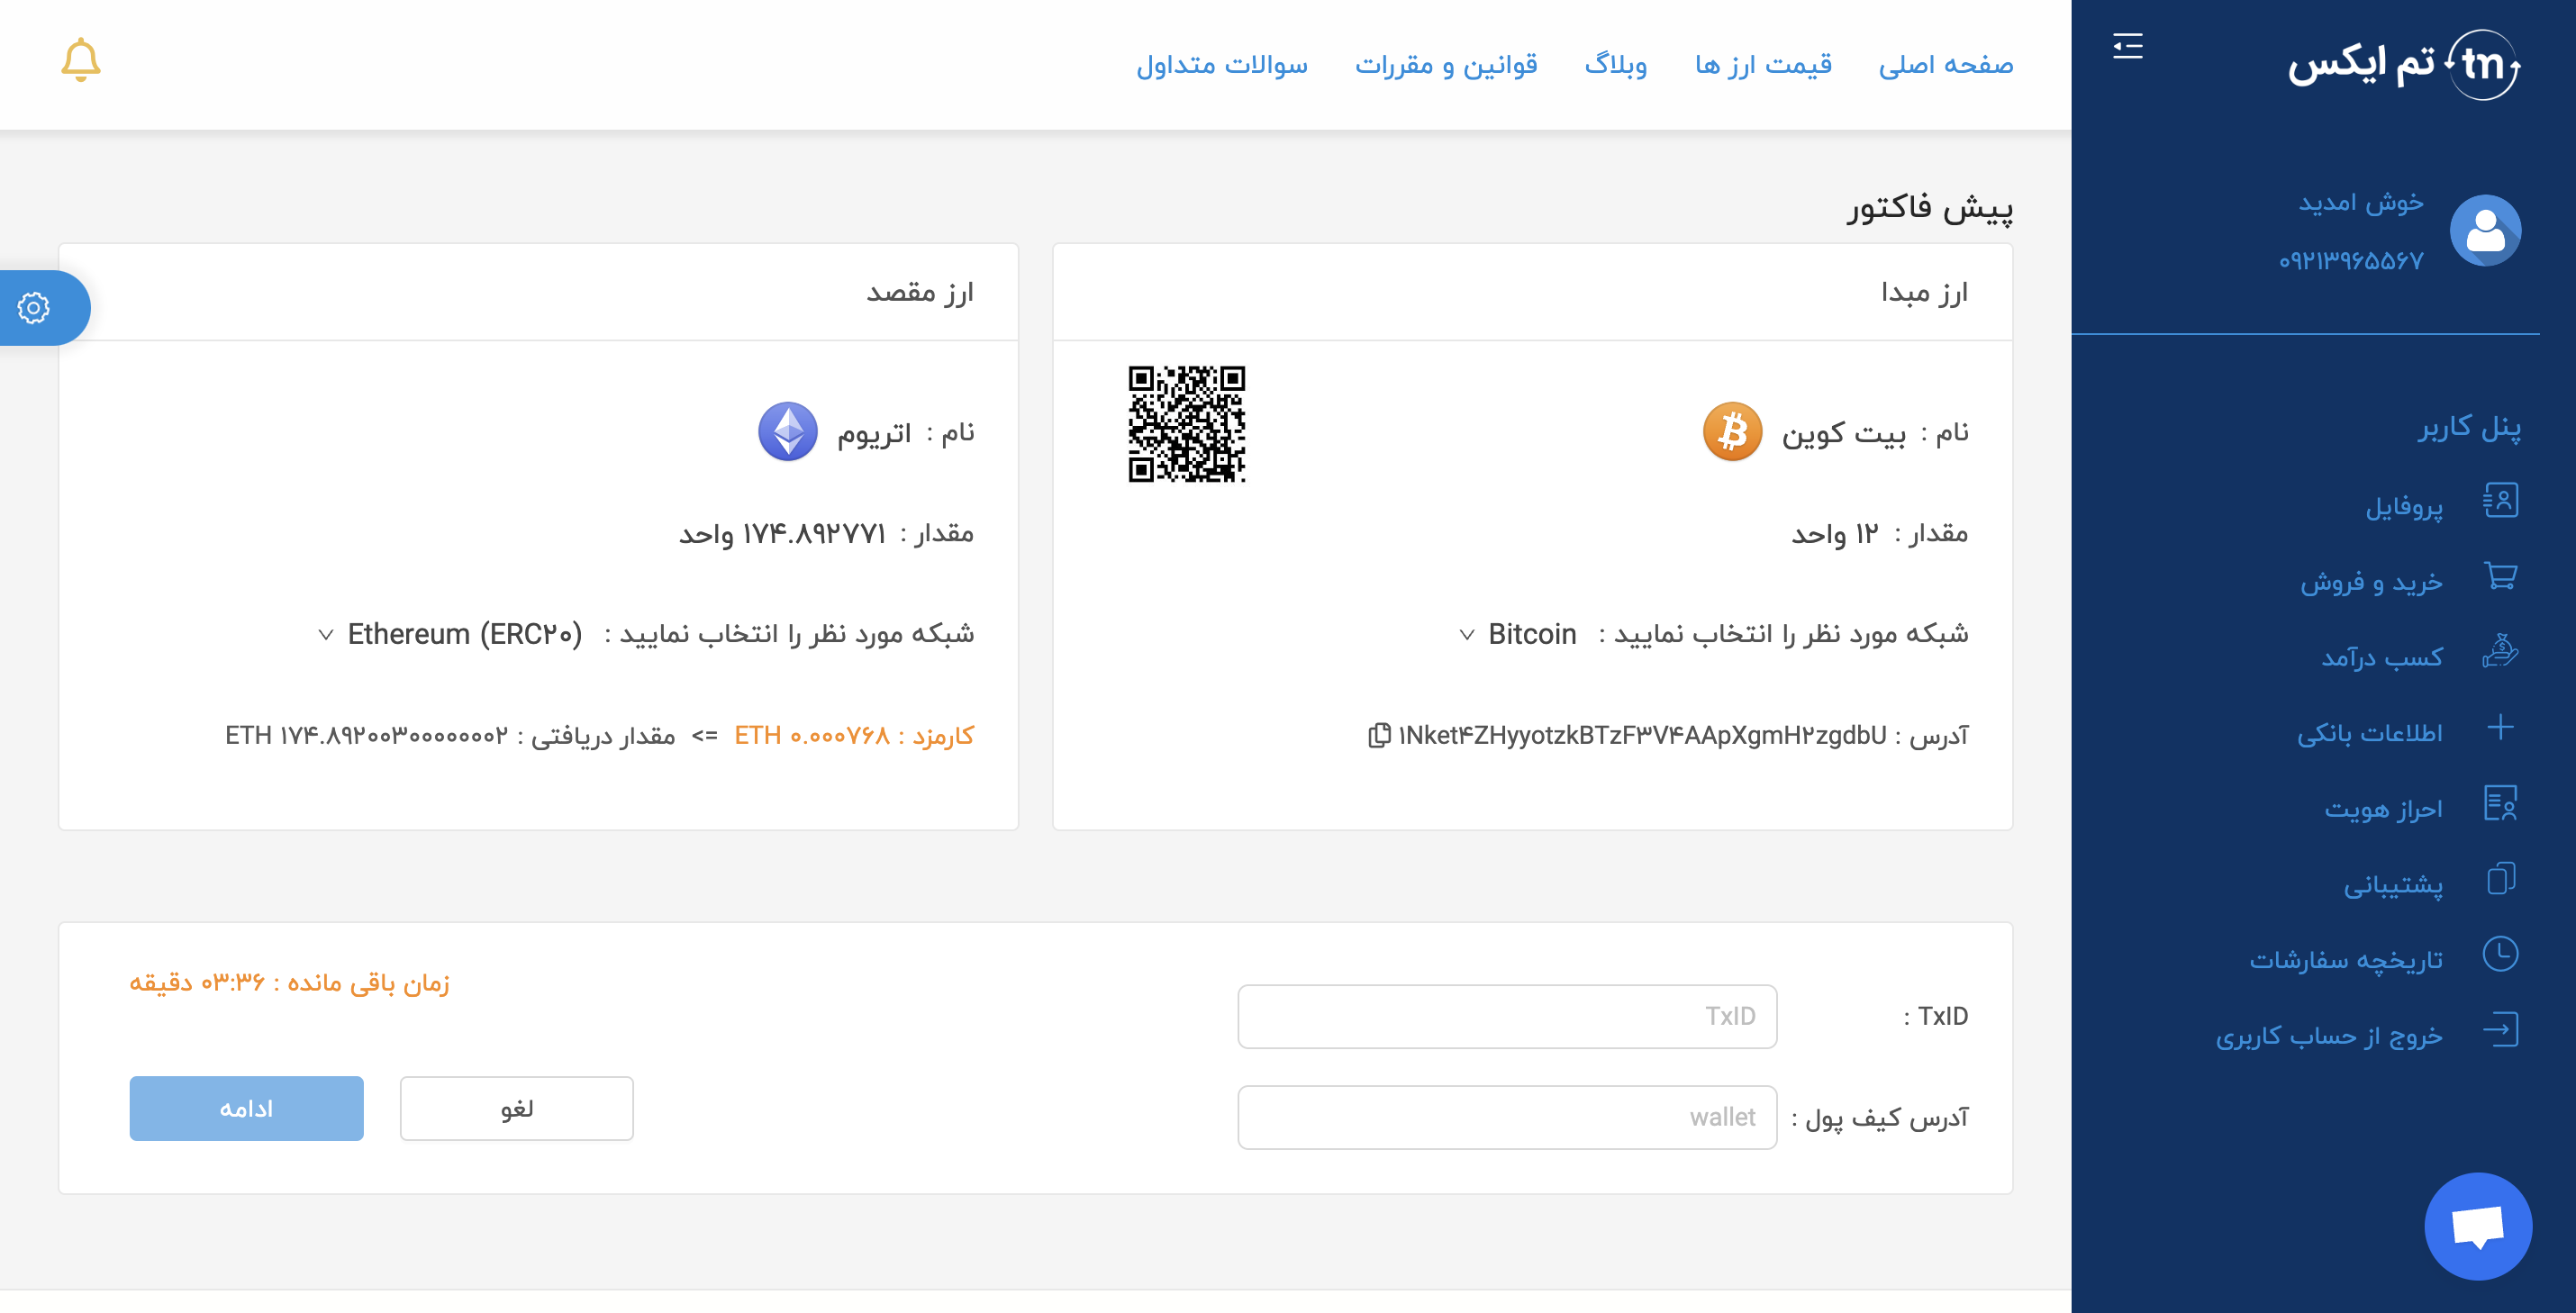 tm تم ایکس
صفحه اصلی
قیمت ارز ها
وبلاگ
قوانین و مقررات
سوالات متداول
خوش امدید
۰۹۲۱۳۹۶۵۵۶۷
پنل کاربر
پروفایل
خرید و فروش
کسب درآمد
اطلاعات بانکی
احراز هویت
پشتیبانی
تاریخچه سفارشات
خروج از حساب کاربری
پیش فاکتور
ارز مبدا
نام : بیت کوین
مقدار : ۱۲ واحد
شبکه مورد نظر را انتخاب نمایید : Bitcoin
آدرس : ۱Nket۴ZHyyotzkBTzF۳V۴AApXgmH۲zgdbU
ارز مقصد
نام : اتریوم
مقدار : ۱۷۴.۸۹۲۷۷۱ واحد
شبکه مورد نظر را انتخاب نمایید : Ethereum (ERC۲۰)
کارمزد : ۰.۰۰۰۷۶۸ ETH => مقدار دریافتی : ۱۷۴.۸۹۲۰۰۳۰۰۰۰۰۰۰۰۲ ETH
TxID :
TxID
آدرس کیف پول :
wallet
زمان باقی مانده : ۰۳:۳۶ دقیقه
لغو
ادامه